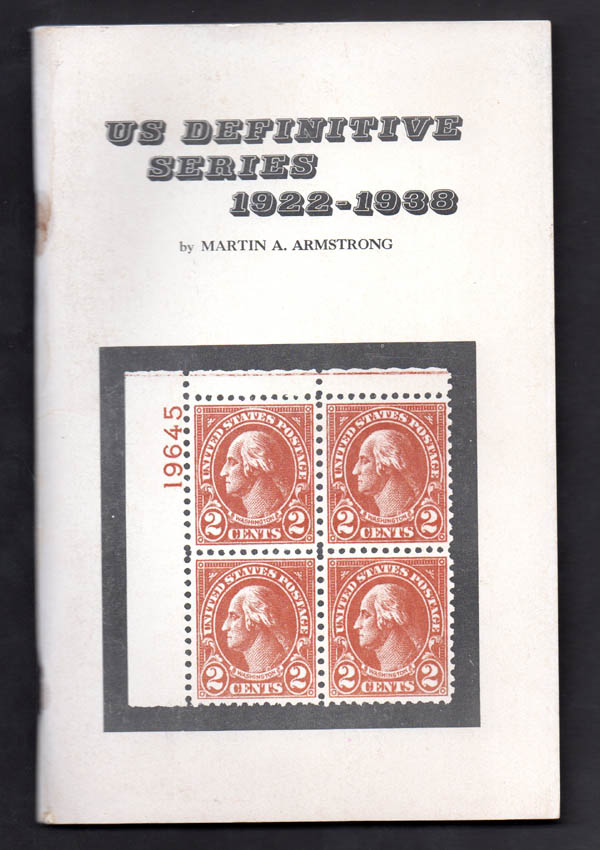 US DEFINITIVE
SERIES
1922-1938
by MARTIN A. ARMSTRONG
19645
UNITED STATES POSTAGE
WASHINGTON
2 CENTS 2
UNITED STATES POSTAGE
WASHINGTON
2 CENTS 2
UNITED STATES POSTAGE
WASHINGTON
2 CENTS 2
UNITED STATES POSTAGE
WASHINGTON
2 CENTS 2